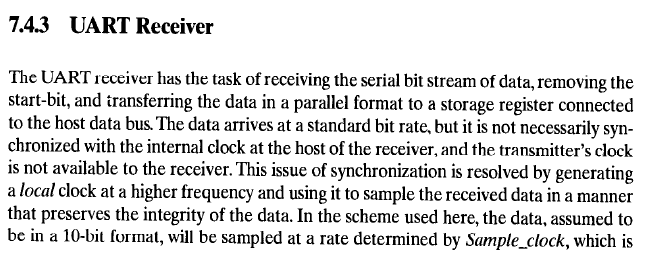 7.4.3 UART Receiver
The UART receiver has the task of receiving the serial bit stream of data, removing the
start-bit, and transferring the data in a parallel format to a storage register connected
to the host data bus. The data arrives at a standard bit rate, but it is not necessarily syn-
chronized with the internal clock at the host of the receiver, and the transmitter's clock
is not available to the receiver. This issue of synchronization is resolved by generating
a local clock at a higher frequency and using it to sample the received data in a manner
that preserves the integrity of the data. In the scheme used here, the data, assumed to
be in a 10-bit format, will be sampled at a rate determined by Sample_clock, which is